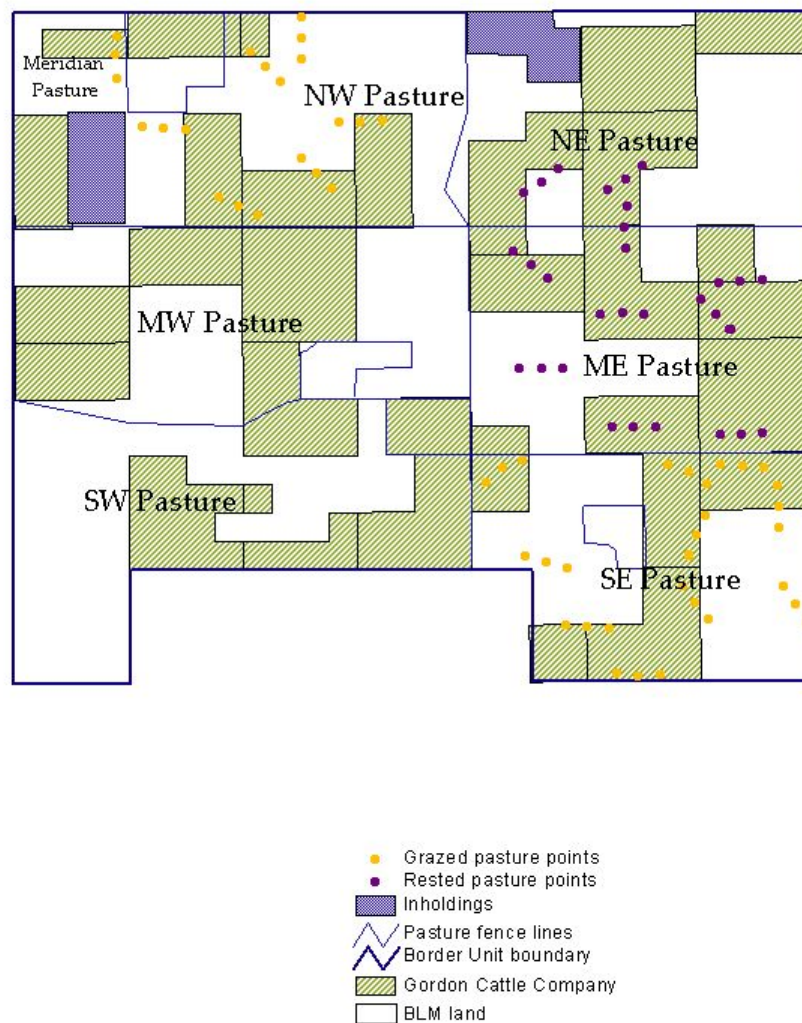 Meridian
Pasture
NW Pasture
NE Pasture
MW Pasture
ME Pasture
SW Pasture
SE Pasture
Grazed pasture points
Rested pasture points
Inholdings
Pasture fence lines
Border Unit boundary
Gordon Cattle Company
BLM land